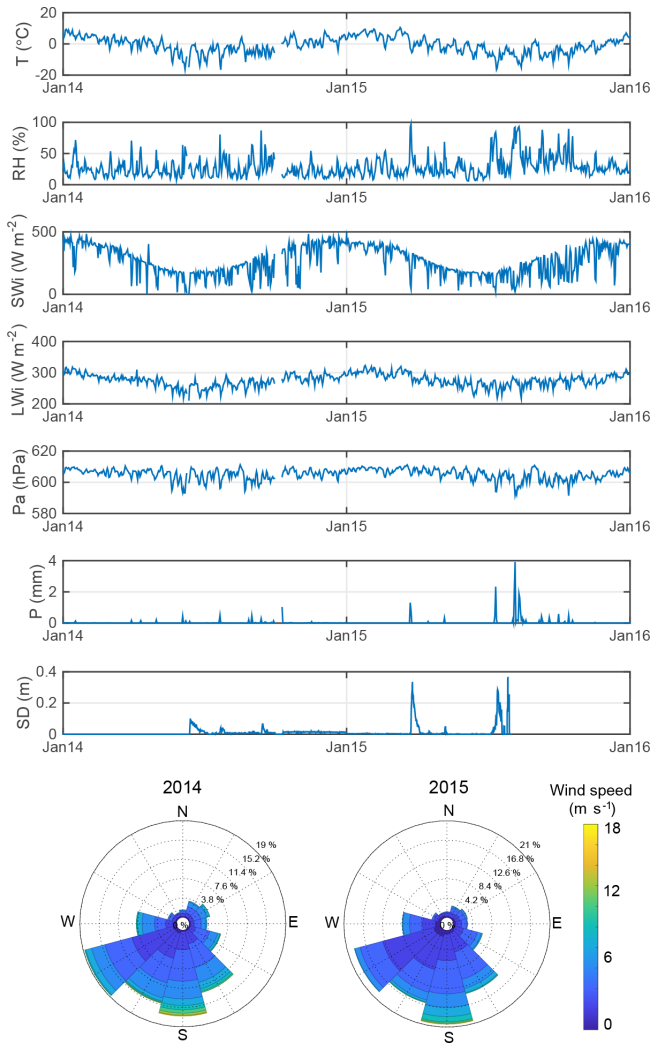 20
0
-20
T (°C)
Jan14 Jan15 Jan16
100
50
0
RH (%)
Jan14 Jan15 Jan16
500
0
SWi (W m⁻²)
Jan14 Jan15 Jan16
400
300
200
LWi (W m⁻²)
Jan14 Jan15 Jan16
620
600
580
Pa (hPa)
Jan14 Jan15 Jan16
4
2
0
P (mm)
Jan14 Jan15 Jan16
0.4
0.2
0
SD (m)
Jan14 Jan15 Jan16
2014
N
19 %
15.2 %
11.4 %
7.6 %
3.8 %
W E
S
2015
N
21 %
16.8 %
12.6 %
8.4 %
4.2 %
0 %
W E
S
Wind speed
(m s⁻¹)
18
12
6
0